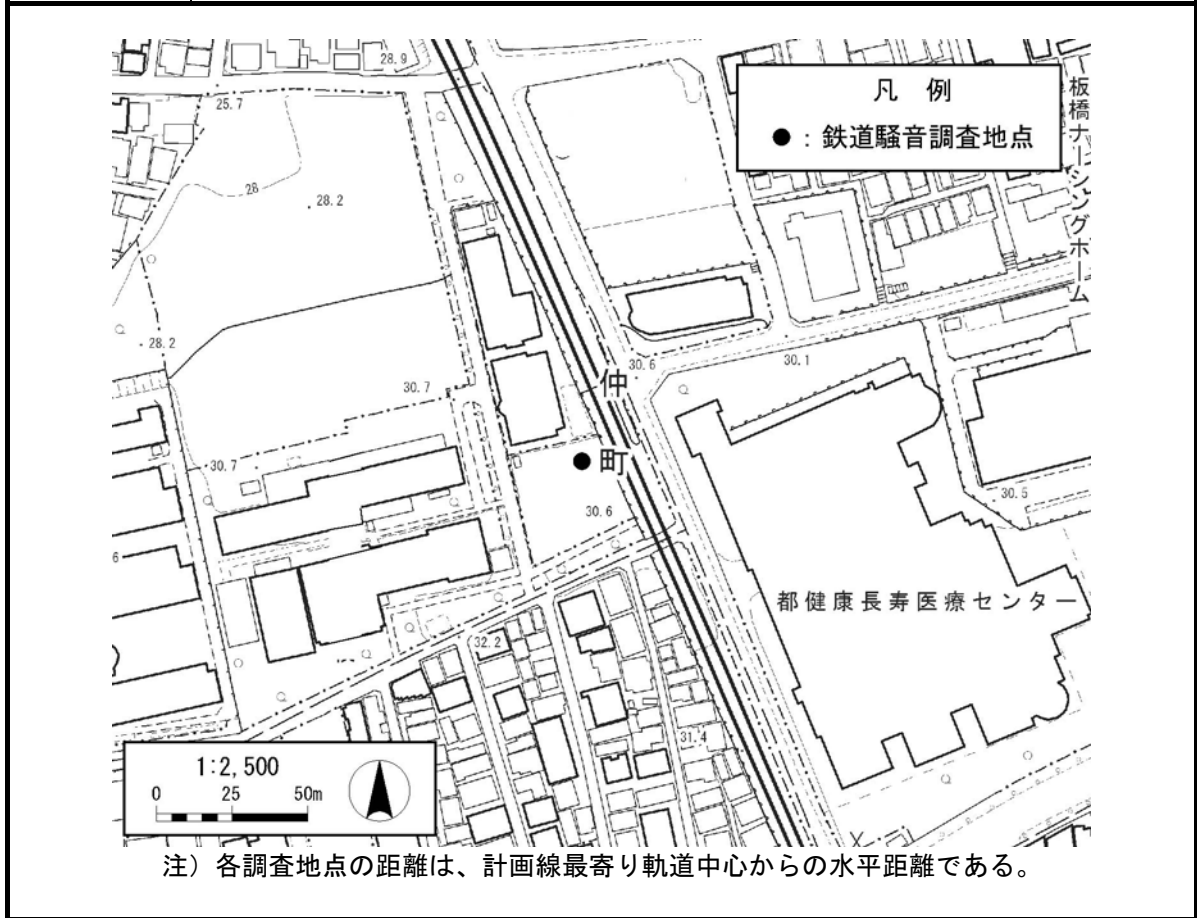 28.9
25.7
凡 例
●：鉄道騒音調査地点
板橋ナーシングホーム
28
28.2
28.2
30.6
30.1
仲町
30.7
30.7
30.5
30.6
6
都健康長寿医療センター
32.2
31.4
1:2,500
0 25 50m
注）各調査地点の距離は、計画線最寄り軌道中心からの水平距離である。